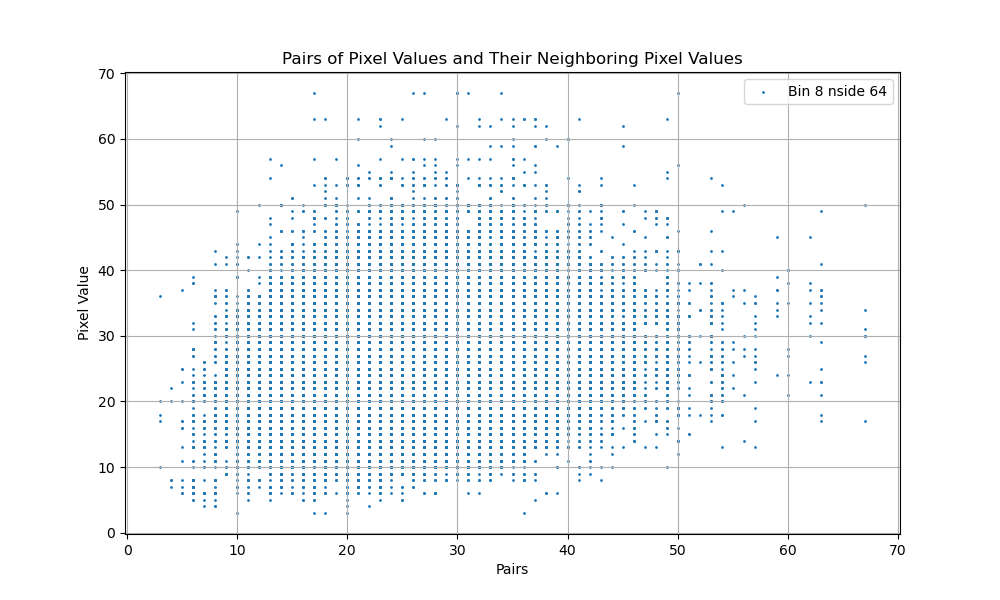 Pairs of Pixel Values and Their Neighboring Pixel Values
Bin 8 nside 64
70
60
50
40
30
20
10
0
Pixel Value
0 10 20 30 40 50 60 70
Pairs